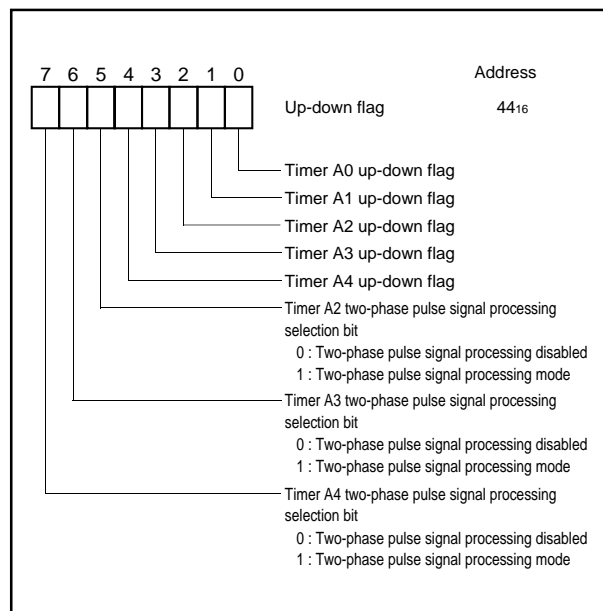 7 6 5 4 3 2 1 0
Address
Up-down flag 44₁₆
Timer A0 up-down flag
Timer A1 up-down flag
Timer A2 up-down flag
Timer A3 up-down flag
Timer A4 up-down flag
Timer A2 two-phase pulse signal processing
selection bit
0 : Two-phase pulse signal processing disabled
1 : Two-phase pulse signal processing mode
Timer A3 two-phase pulse signal processing
selection bit
0 : Two-phase pulse signal processing disabled
1 : Two-phase pulse signal processing mode
Timer A4 two-phase pulse signal processing
selection bit
0 : Two-phase pulse signal processing disabled
1 : Two-phase pulse signal processing mode